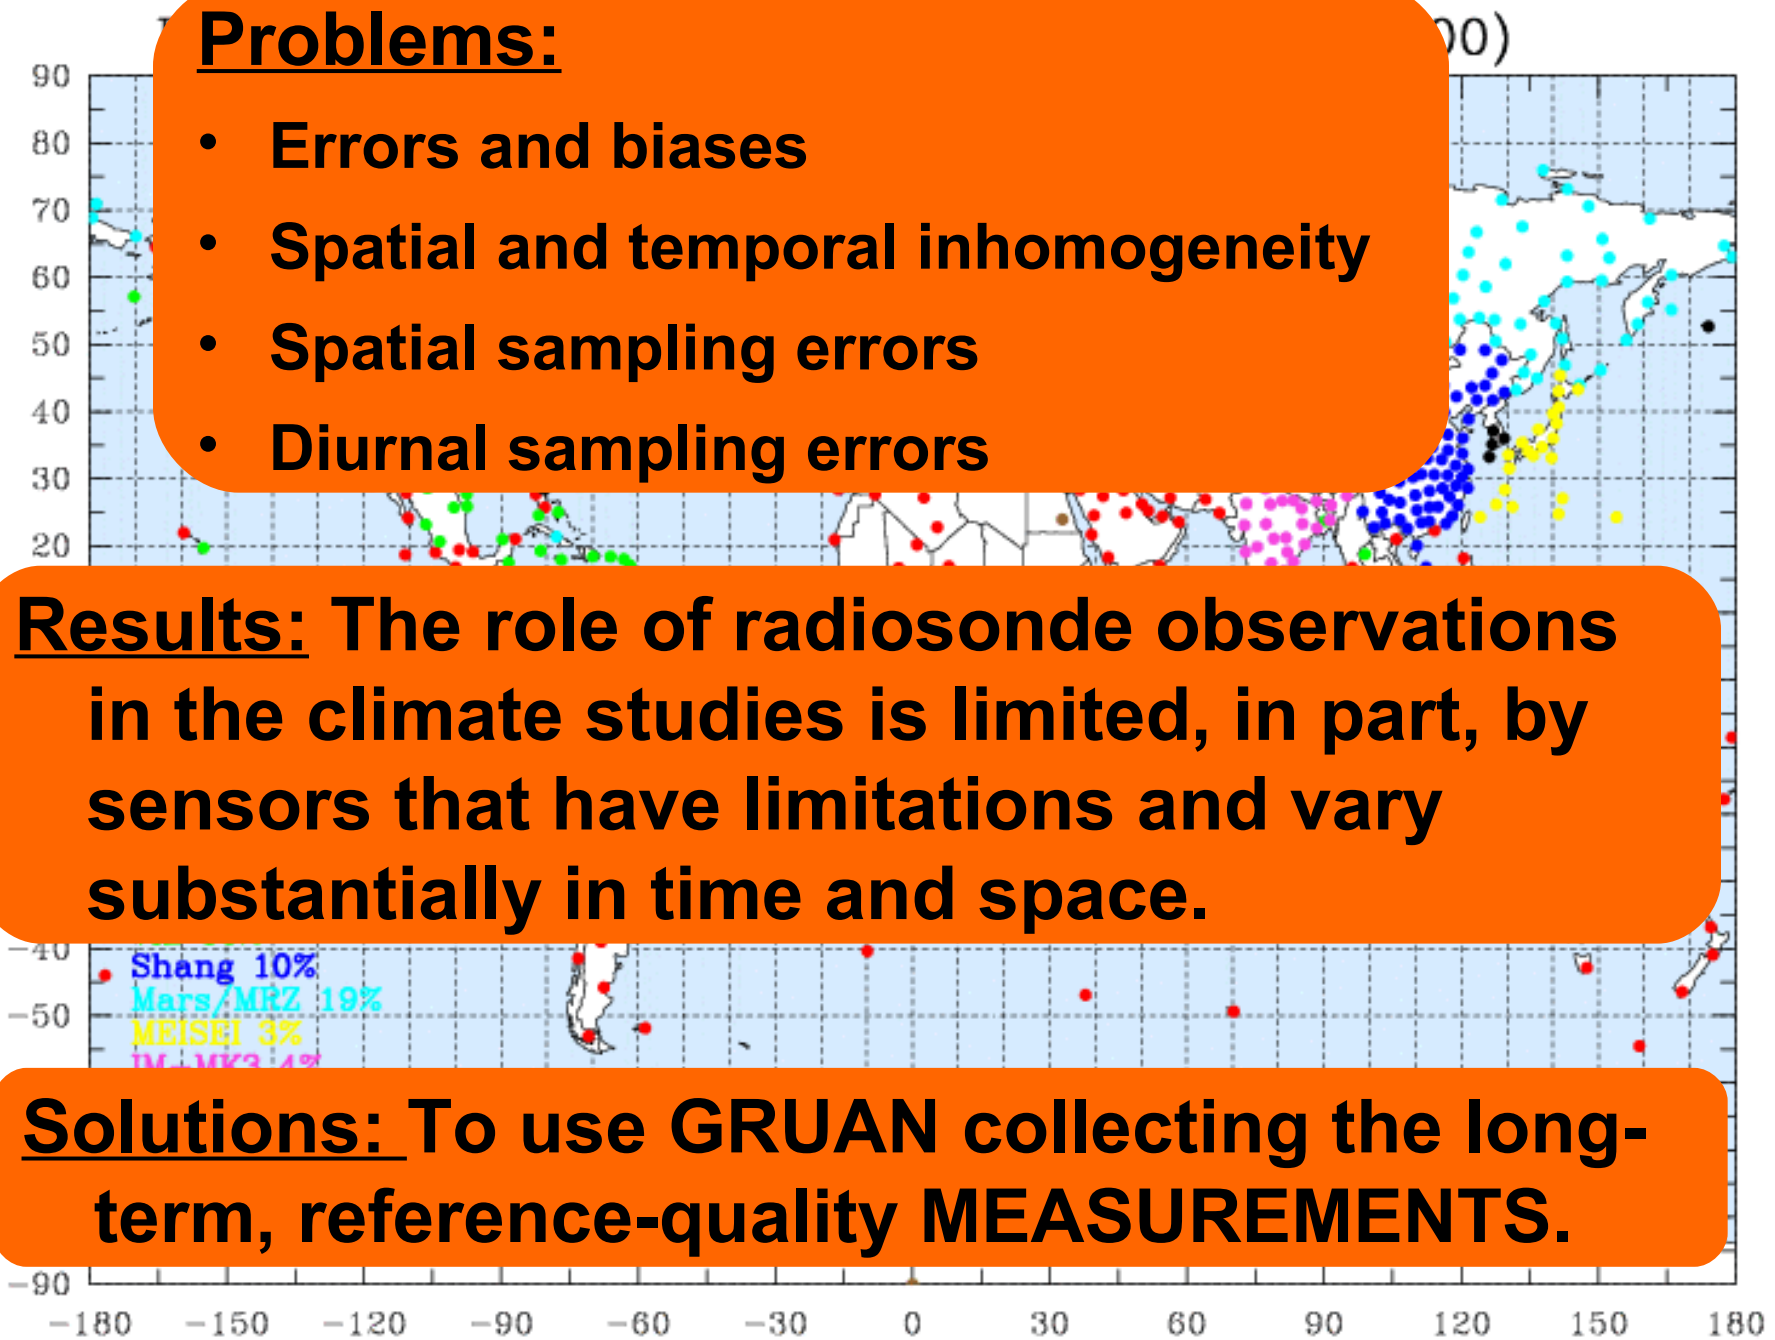 00)
Problems:
• Errors and biases
• Spatial and temporal inhomogeneity
• Spatial sampling errors
• Diurnal sampling errors
90
80
70
60
50
40
30
20
Results: The role of radiosonde observations
in the climate studies is limited, in part, by
sensors that have limitations and vary
substantially in time and space.
-40
Shang 10%
Mars/MRZ 19%
-50
MEISEI 3%
IM-MK3 4%
Solutions: To use GRUAN collecting the long-
term, reference-quality MEASUREMENTS.
-90
-180 -150 -120 -90 -60 -30 0 30 60 90 120 150 180